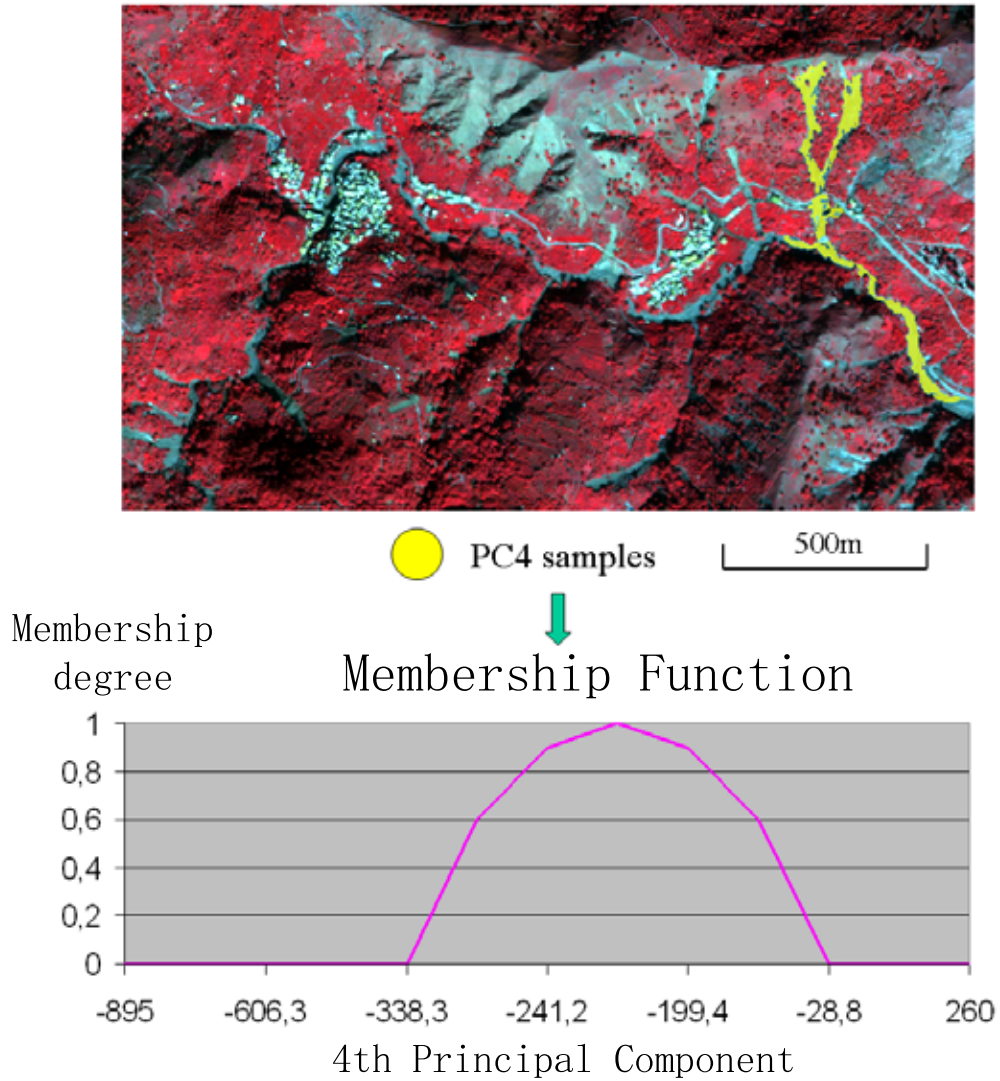 PC4 samples
500m
Membership
degree
Membership Function
1
0,8
0,6
0,4
0,2
0
-895 -606,3 -338,3 -241,2 -199,4 -28,8 260
4th Principal Component